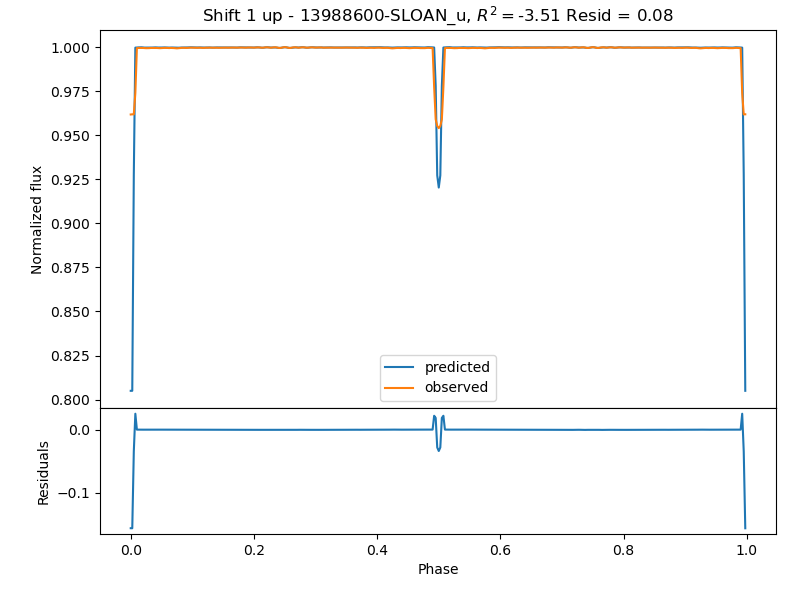 Shift 1 up - 13988600-SLOAN_u, $R^2=$-3.51 Resid = 0.08
1.000
0.975
0.950
0.925
0.900
0.875
0.850
0.825
0.800
Normalized flux
predicted
observed
0.0
−0.1
Residuals
0.0 0.2 0.4 0.6 0.8 1.0
Phase